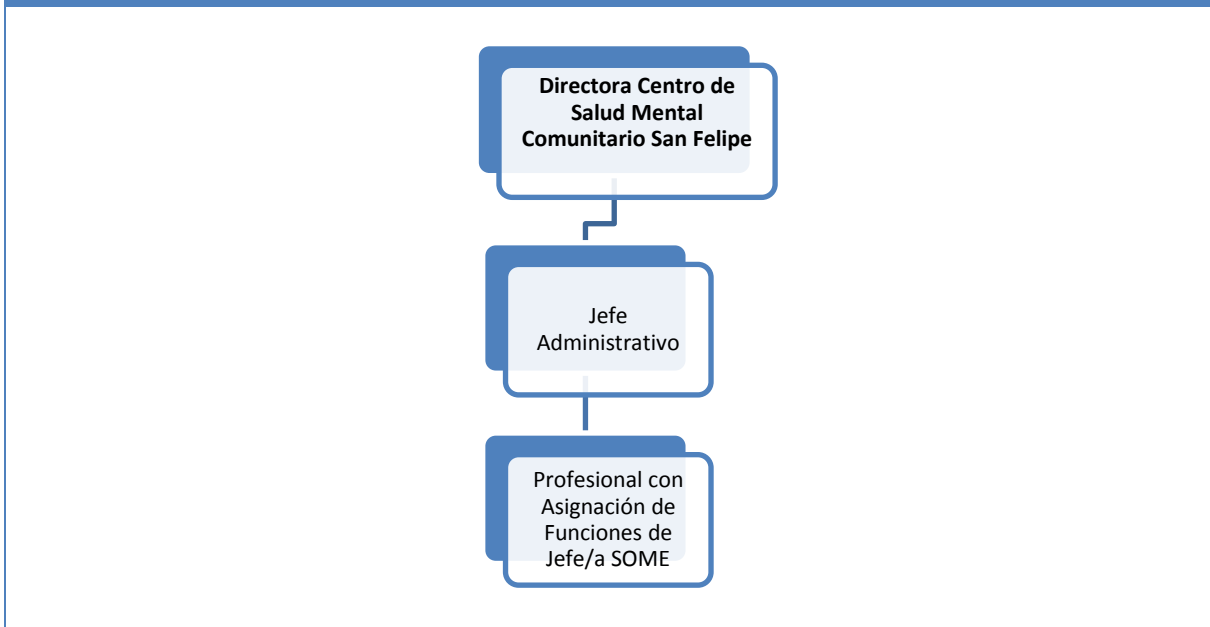 Directora Centro de
Salud Mental
Comunitario San Felipe
Jefe
Administrativo
Profesional con
Asignación de
Funciones de
Jefe/a SOME